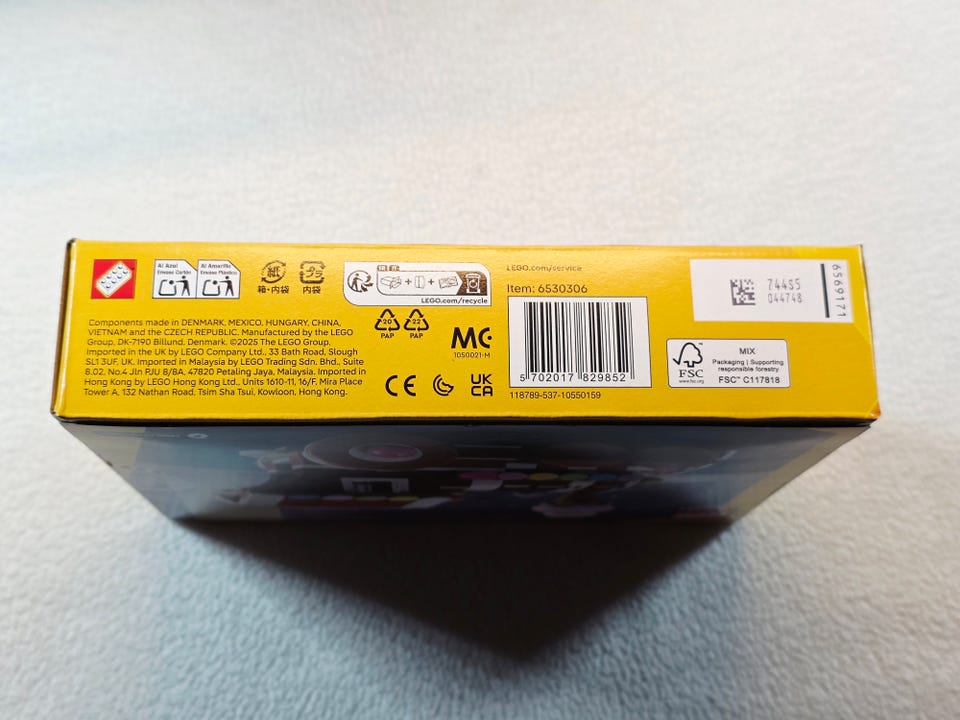 Al Azul
Envase Cartón
Al Amarillo
Envase Plástico
紙
箱・内袋
プラ
内袋
FR
LEGO.com/recycle
LEGO.com/service
Item: 6530306
744S5
044748
6569171
Components made in DENMARK, MEXICO, HUNGARY, CHINA,
VIETNAM and the CZECH REPUBLIC. Manufactured by the LEGO
Group, DK-7190 Billund, Denmark. ©2025 The LEGO Group.
Imported in the UK by LEGO Company Ltd., 33 Bath Road, Slough
SL1 3UF, UK. Imported in Malaysia by LEGO Trading Sdn. Bhd., Suite
8.02, No.4 Jln PJU 8/8A, 47820 Petaling Jaya, Malaysia. Imported in
Hong Kong by LEGO Hong Kong Ltd., Units 1610-11, 16/F, Mira Place
Tower A, 132 Nathan Road, Tsim Sha Tsui, Kowloon, Hong Kong.
20
PAP
22
PAP
MC
1050021-M
CE
UK
CA
5 702017 829852
118789-537-10550159
FSC
www.fsc.org
MIX
Packaging | Supporting
responsible forestry
FSC™ C117818